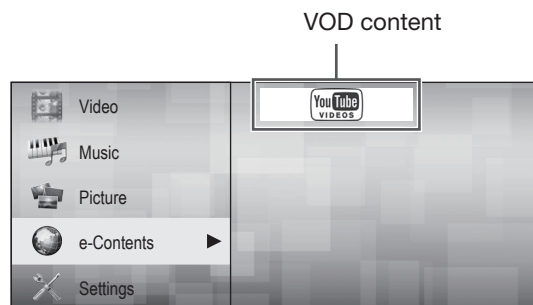 VOD content
You Tube
VIDEOS
Video
Music
Picture
e-Contents
Settings